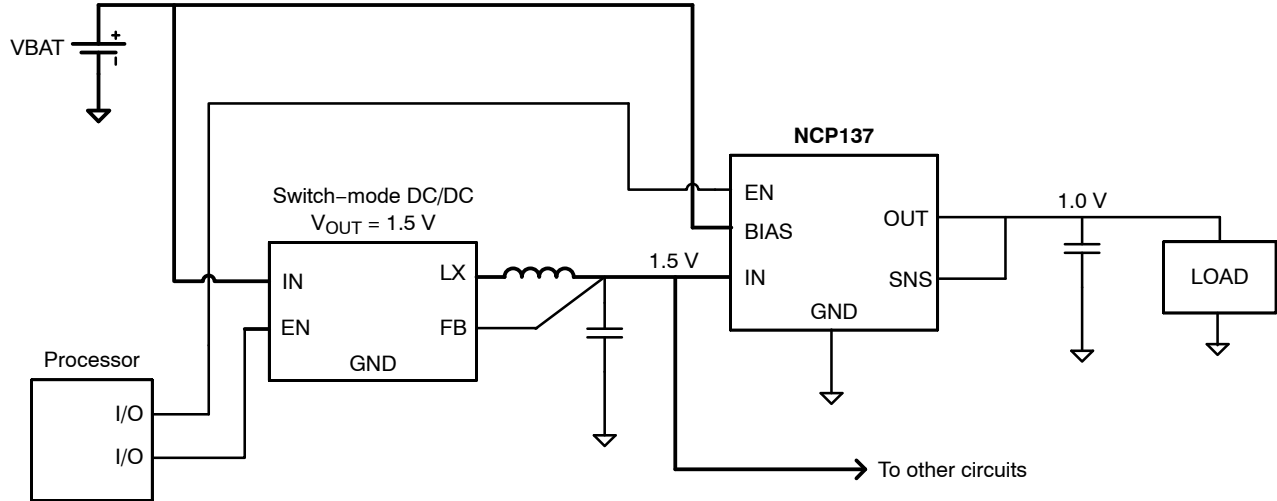 VBAT
+
NCP137
Switch−mode DC/DC
VOUT = 1.5 V
EN
BIAS
IN
OUT
SNS
GND
1.0 V
LOAD
1.5 V
IN
EN
LX
FB
GND
Processor
I/O
I/O
To other circuits